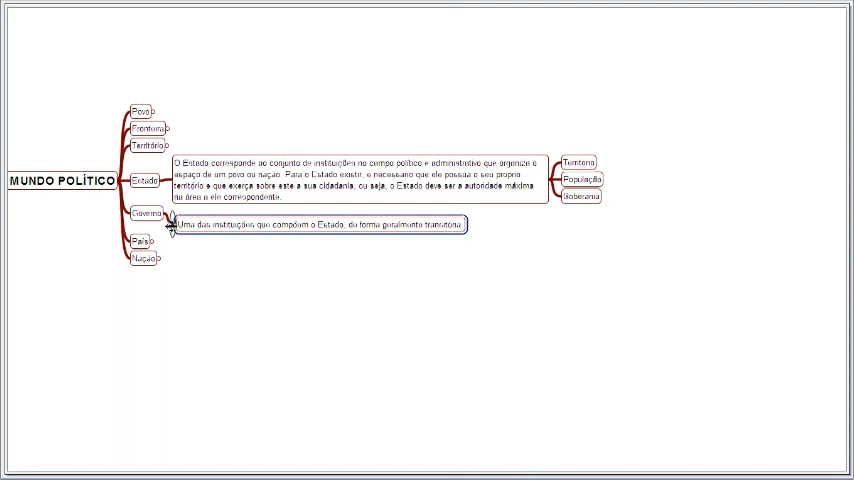 Povo
Fronteira
Território
MUNDO POLÍTICO
Estado
O Estado corresponde ao conjunto de instituições no campo político e administrativo que organiza o
espaço de um povo ou nação. Para o Estado existir, é necessário que ele possua o seu próprio
território e que exerça sobre este a sua cidadania, ou seja, o Estado deve ser a autoridade máxima
na área a ele correspondente.
Território
População
Soberania
Governo
Uma das instituições que compõem o Estado, de forma geralmente transitória.
País
Nação